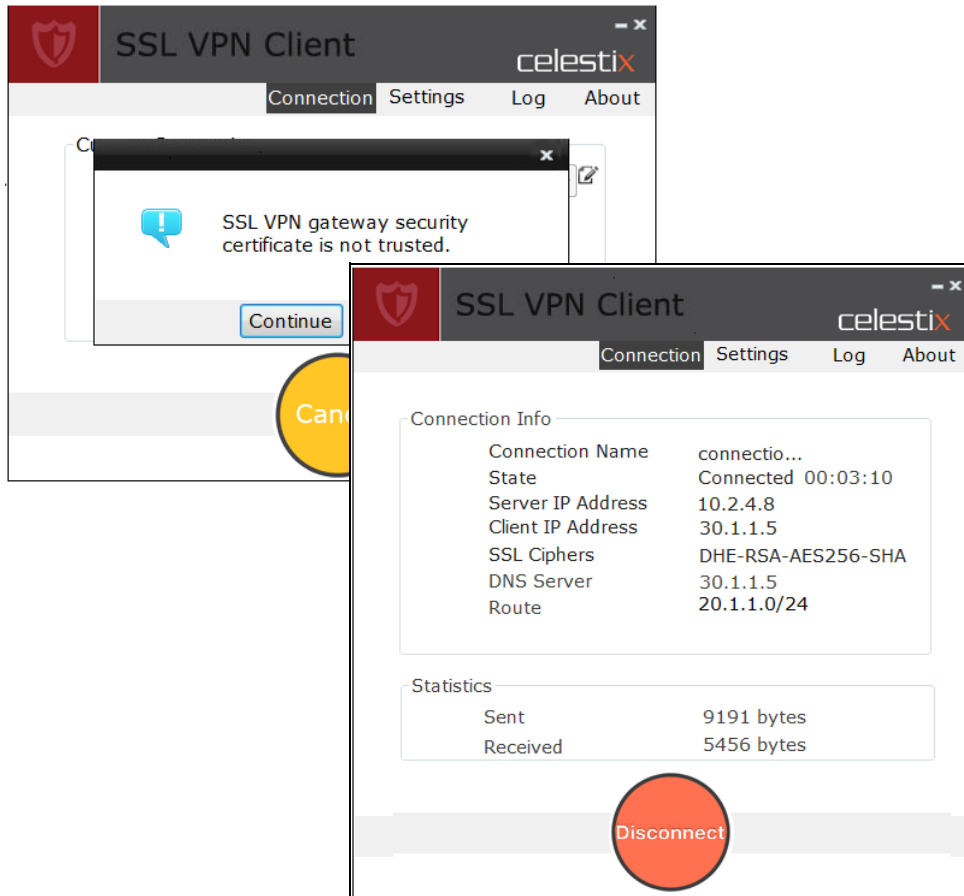 SSL VPN Client
celestix
Connection Settings Log About
SSL VPN gateway security
certificate is not trusted.
Continue
SSL VPN Client
celestix
Connection Settings Log About
Connection Info
Connection Name connectio...
State Connected 00:03:10
Server IP Address 10.2.4.8
Client IP Address 30.1.1.5
SSL Ciphers DHE-RSA-AES256-SHA
DNS Server 30.1.1.5
Route 20.1.1.0/24
Statistics
Sent 9191 bytes
Received 5456 bytes
Disconnect